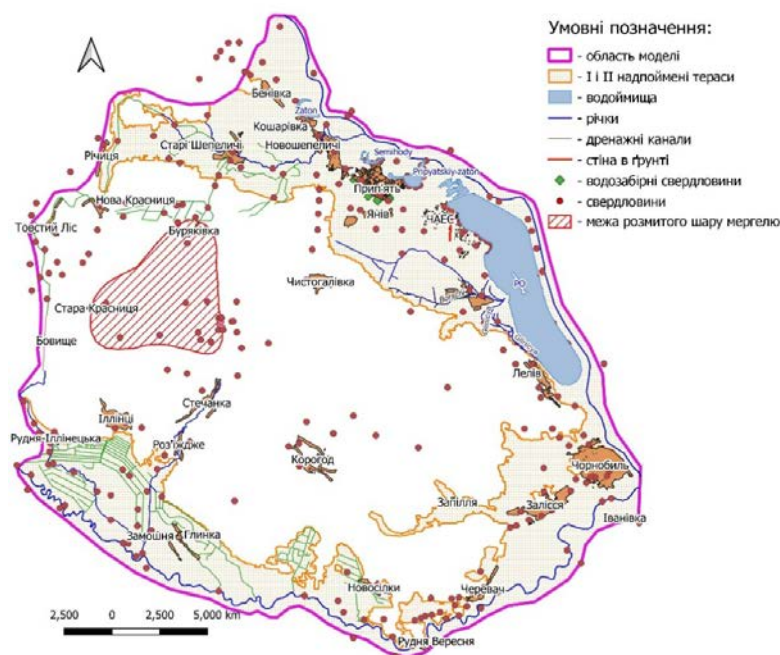 Умовні позначення:
- область моделі
- I і II надпоймені тераси
- водоймища
- річки
- дренажні канали
- стіна в ґрунті
- водозабірні свердловини
- свердловини
- межа розмитого шару мергелю
Бенівка
Zaton
Кошарівка
Старі Шепеличі
Новошепеличі
Річиця
Semihody
Прип'ять
Pripyatskiy-zaton
Нова Красниця
Янів
ЧАЕС
Товстий Ліс
Буряківка
Чистогалівка
РО
Стара Красниця
Бовище
Лелів
Стечанка
Іллінці
Рудня-Іллінецька
Роз'їждже
Корогод
Чорнобиль
Запілля
Залісся
Іванівка
Замошня
Глинка
Новосілки
Черевач
Рудня Вересня
2,500 0 2,500 5,000 km